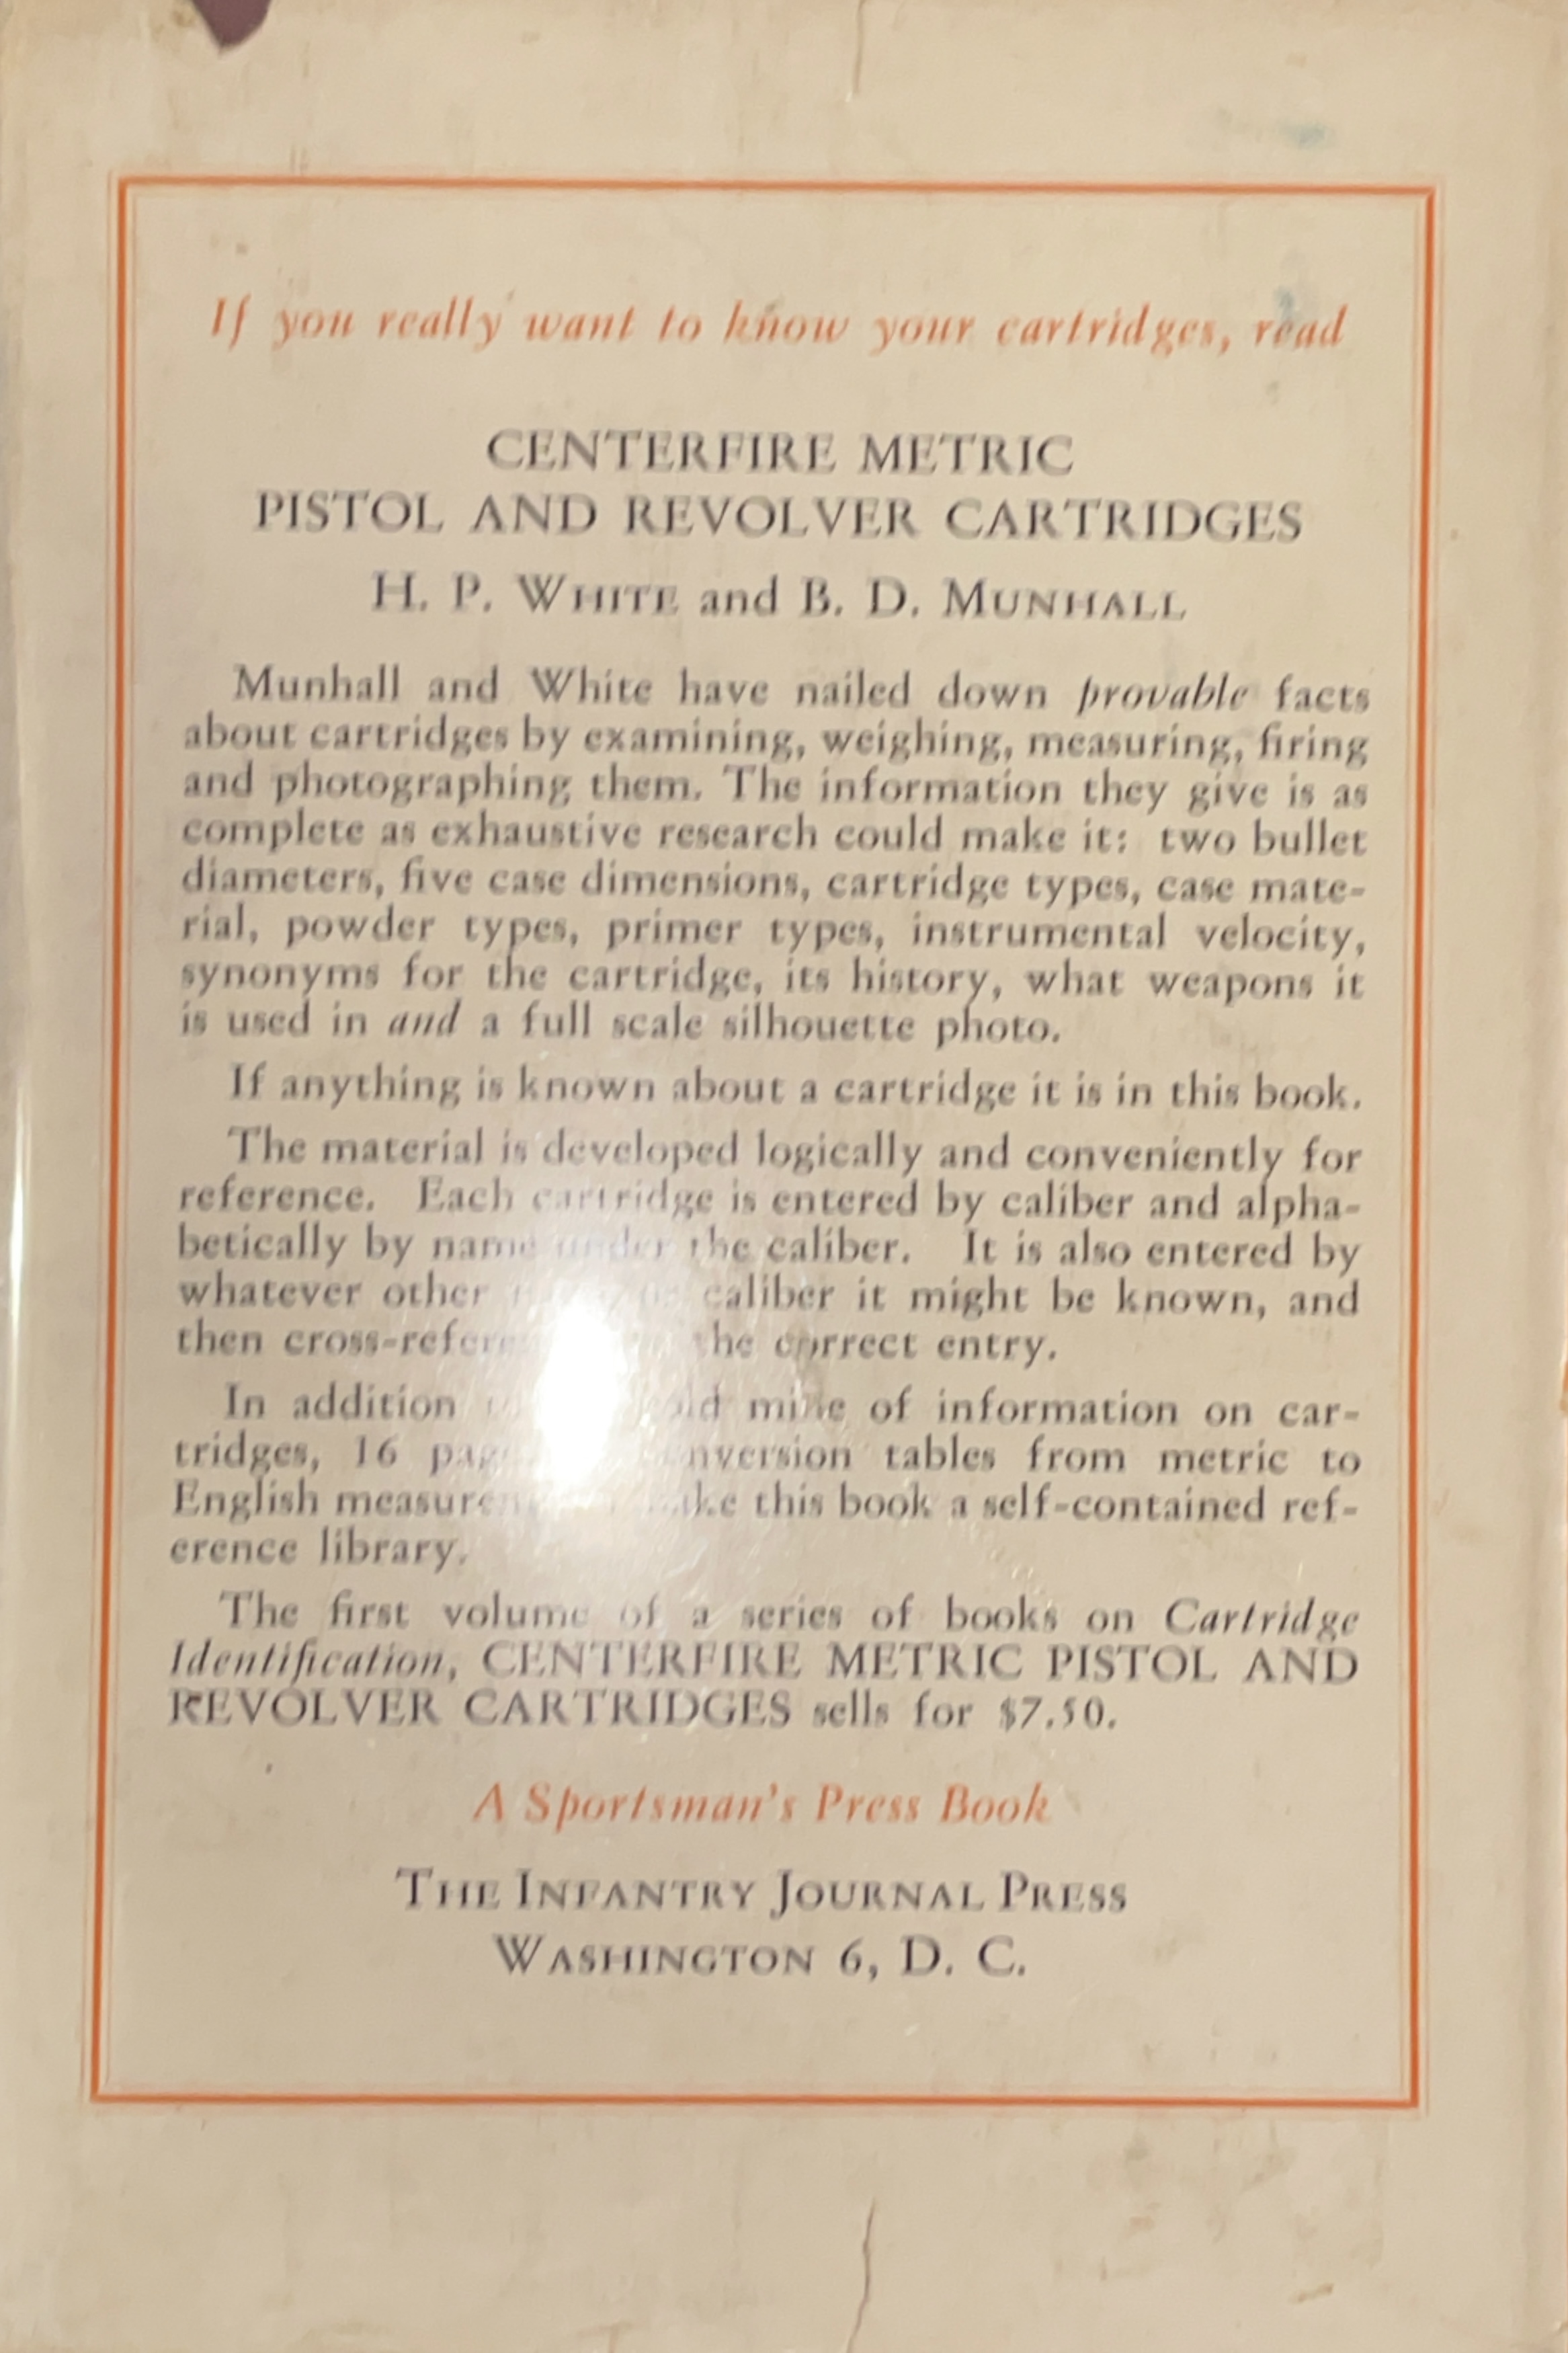 If you really want to know your cartridges, read
CENTERFIRE METRIC
PISTOL AND REVOLVER CARTRIDGES
H. P. WHITE and B. D. MUNHALL
Munhall and White have nailed down provable facts
about cartridges by examining, weighing, measuring, firing
and photographing them. The information they give is as
complete as exhaustive research could make it: two bullet
diameters, five case dimensions, cartridge types, case mate-
rial, powder types, primer types, instrumental velocity,
synonyms for the cartridge, its history, what weapons it
is used in and a full scale silhouette photo.
If anything is known about a cartridge it is in this book.
The material is developed logically and conveniently for
reference. Each cartridge is entered by caliber and alpha-
betically by name under the caliber. It is also entered by
whatever other caliber it might be known, and
then the correct entry.
In addition mine of information on car-
tridges, 16 tables from metric to
English this book a self-contained ref-
erence library.
The first volume of a series of books on Cartridge
Identification, CENTERFIRE METRIC PISTOL AND
REVOLVER CARTRIDGES sells for $7.50.
A Sportsman's Press Book
THE INFANTRY JOURNAL PRESS
WASHINGTON 6, D. C.